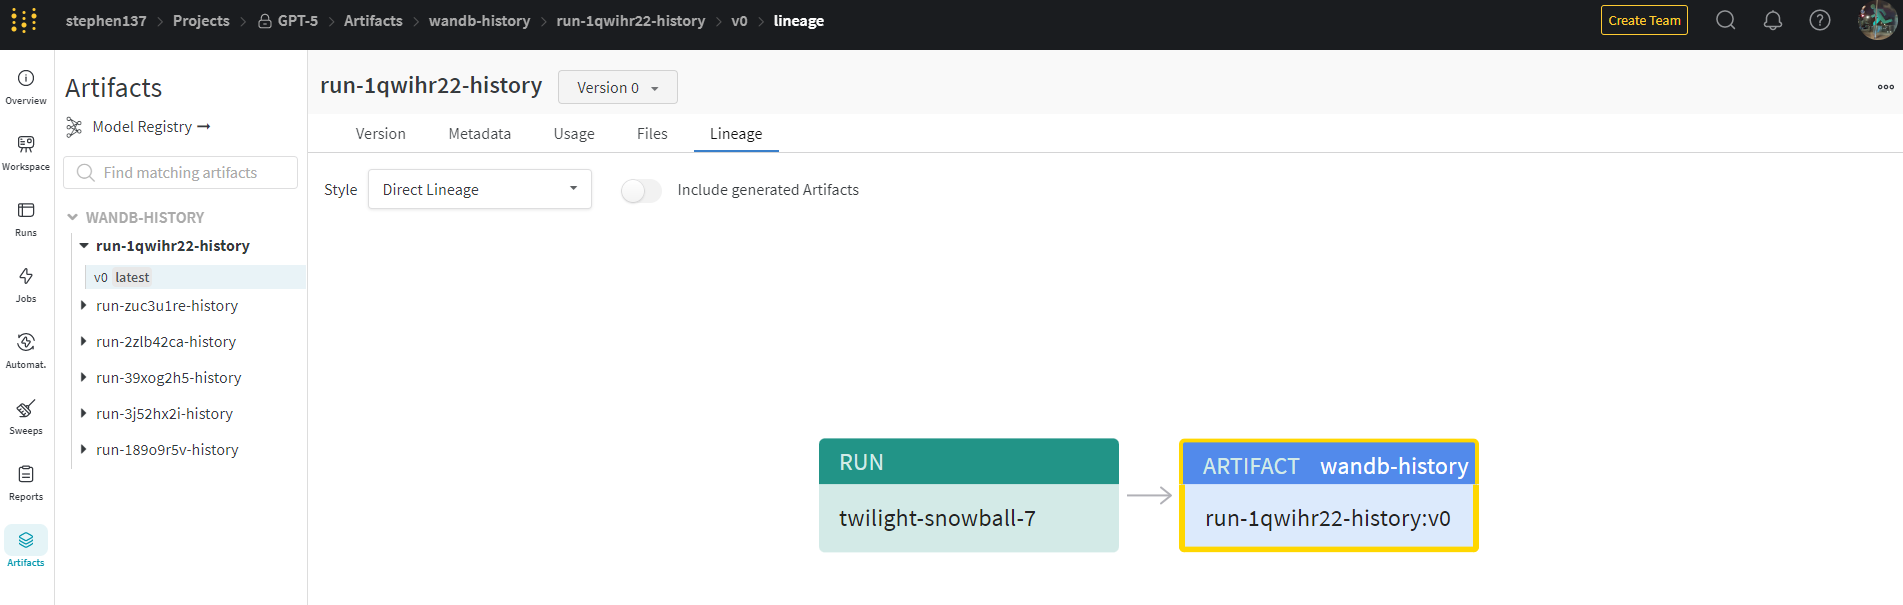 stephen137 > Projects > GPT-5 > Artifacts > wandb-history > run-1qwihr22-history > v0 > lineage
Create Team
Overview
Workspace
Runs
Jobs
Automat.
Sweeps
Reports
Artifacts
Artifacts
Model Registry
Find matching artifacts
WANDB-HISTORY
run-1qwihr22-history
v0 latest
run-zuc3u1re-history
run-2zlb42ca-history
run-39xog2h5-history
run-3j52hx2i-history
run-189o9r5v-history
run-1qwihr22-history Version 0
Version Metadata Usage Files Lineage
Style Direct Lineage Include generated Artifacts
RUN
twilight-snowball-7
ARTIFACT wandb-history
run-1qwihr22-history:v0